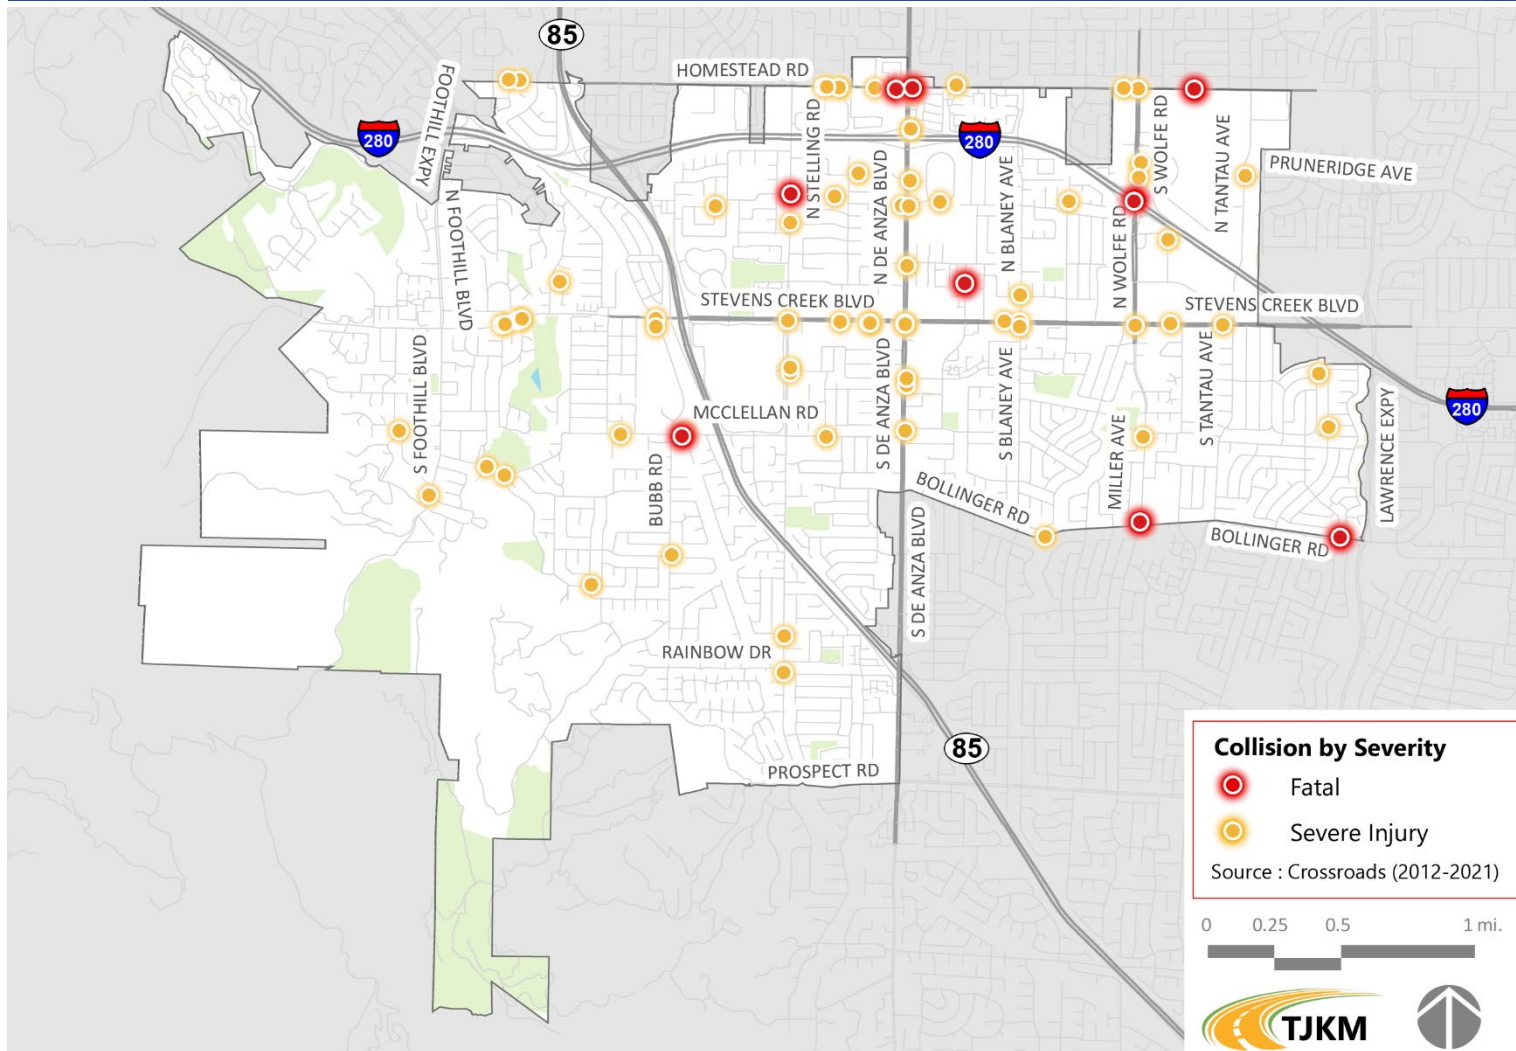 85
HOMESTEAD RD
FOOTHILL EXPY
280
280
N STELLING RD
N DE ANZA BLVD
N BLANEY AVE
S WOLFE RD
N TANTAU AVE
PRUNERIDGE AVE
N FOOTHILL BLVD
N WOLFE RD
STEVENS CREEK BLVD
STEVENS CREEK BLVD
S FOOTHILL BLVD
S DE ANZA BLVD
S BLANEY AVE
S TANTAU AVE
MCCLELLAN RD
MILLER AVE
LAWRENCE EXPY
280
BUBB RD
BOLLINGER RD
BOLLINGER RD
S DE ANZA BLVD
RAINBOW DR
PROSPECT RD
85
Collision by Severity
Fatal
Severe Injury
Source : Crossroads (2012-2021)
0 0.25 0.5 1 mi.
TJKM